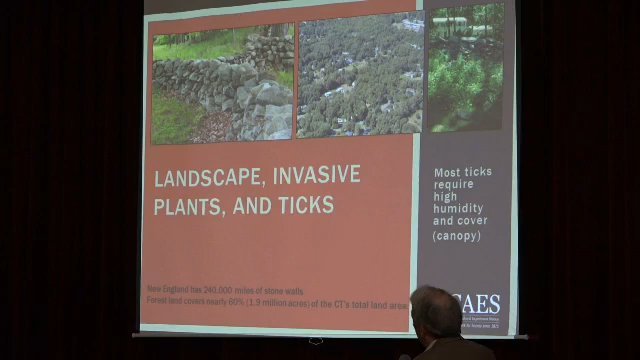 LANDSCAPE, INVASIVE
PLANTS, AND TICKS
Most ticks
require
high
humidity
and cover
(canopy)
New England has 240,000 miles of stone walls
Forest land covers nearly 60% (1.9 million acres) of the CT's total land area
CAES